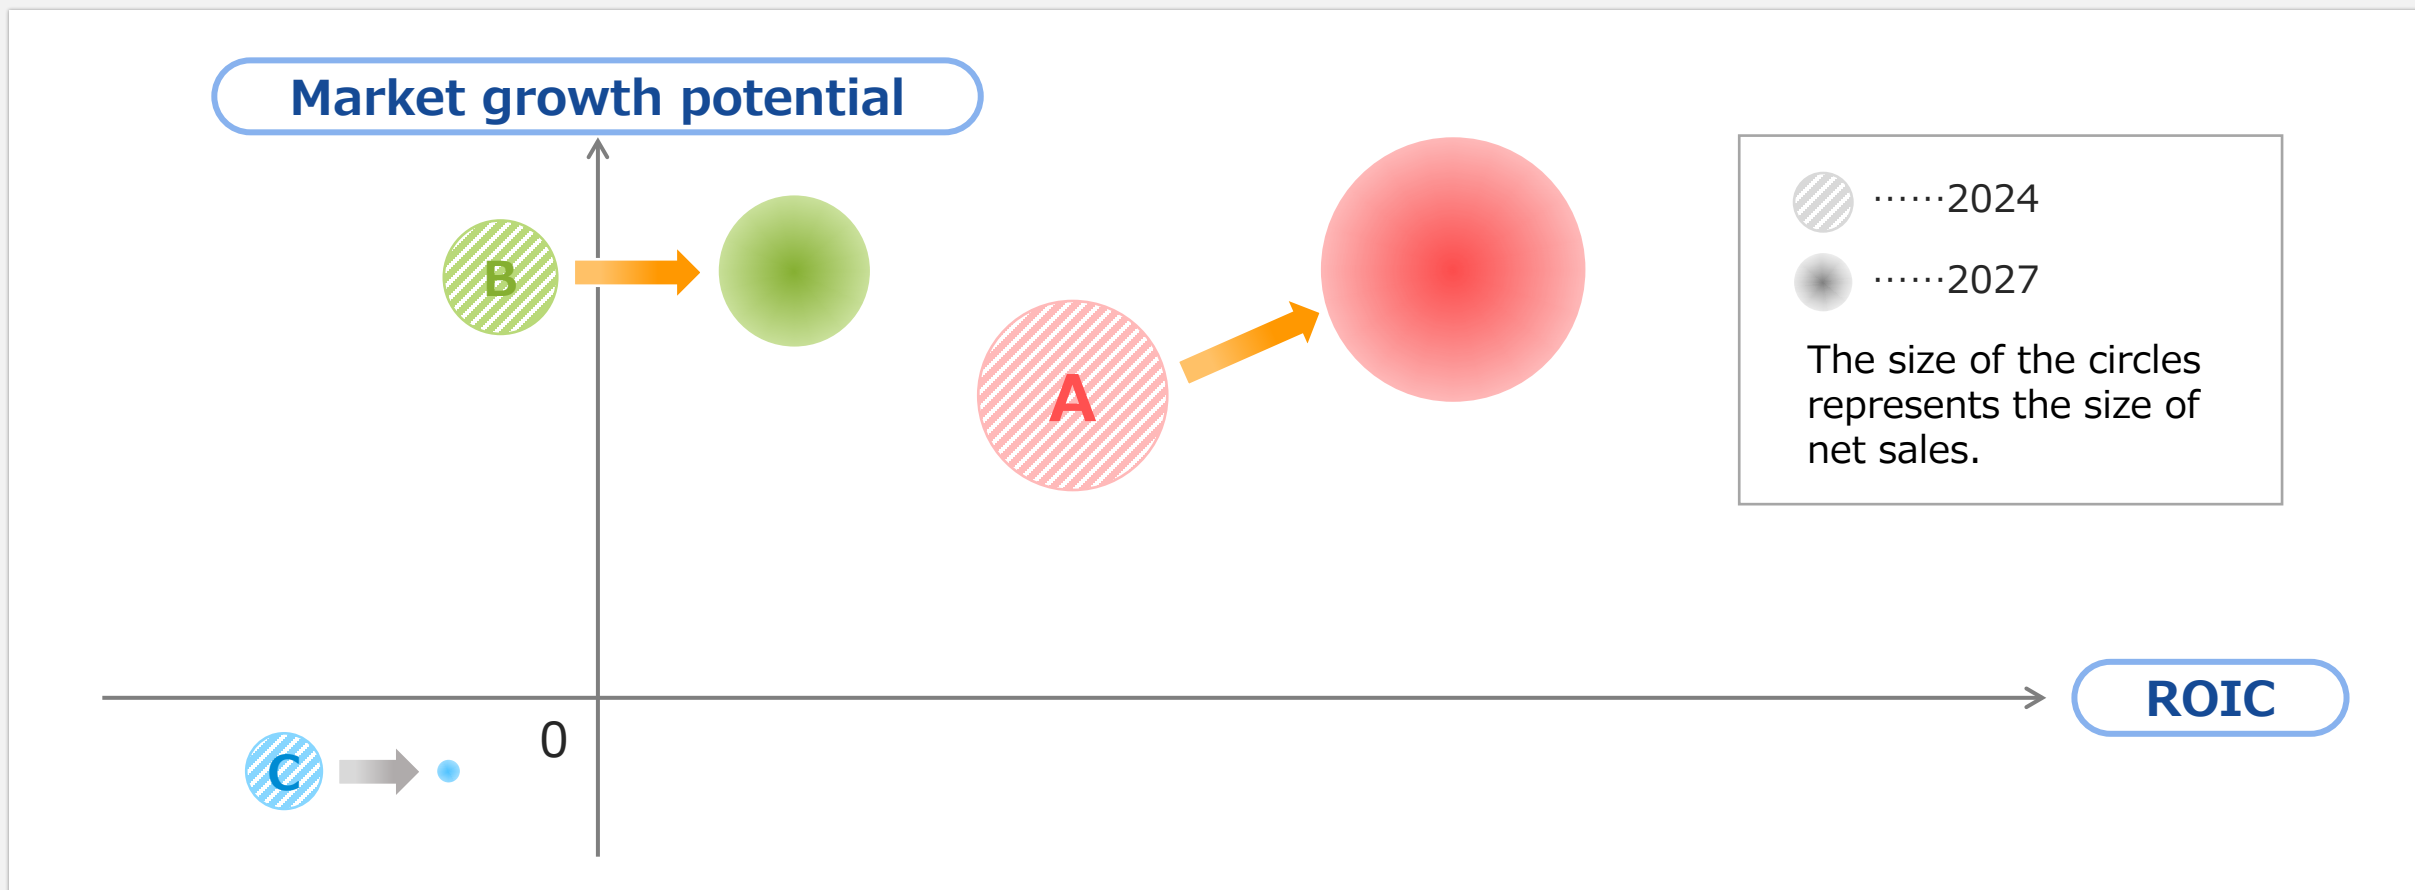 Market growth potential
B
A
C
0
ROIC
……2024
……2027
The size of the circles
represents the size of
net sales.